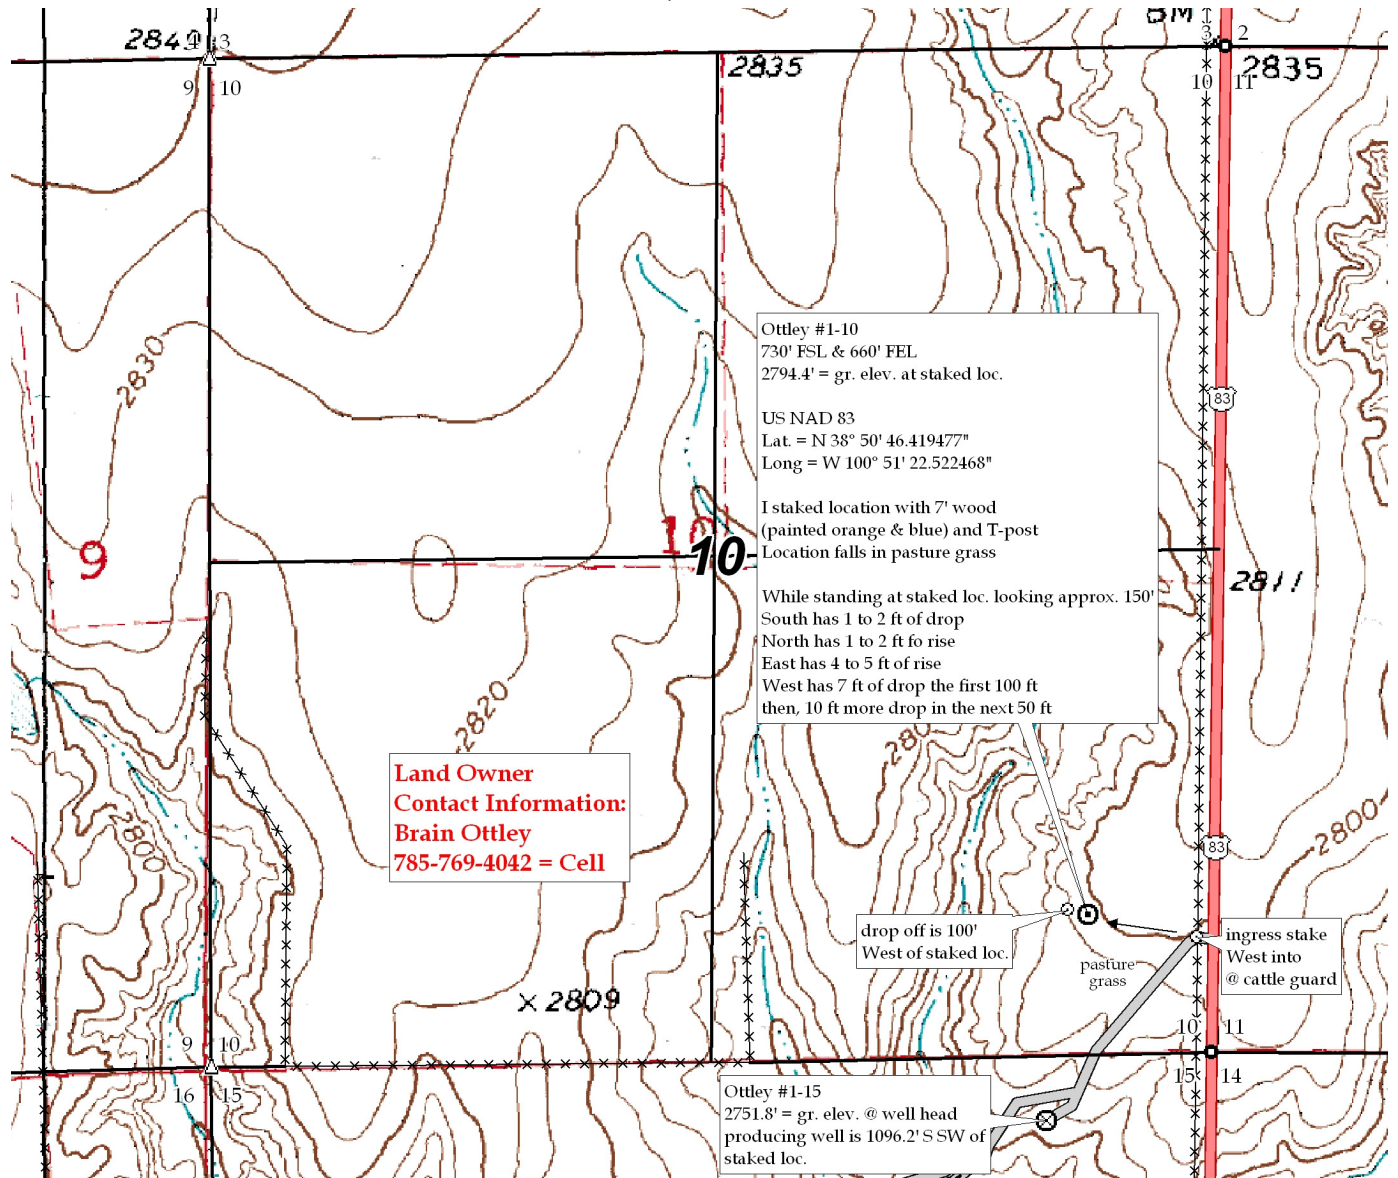 BM
2849
4
3
3
2
9
10
2835
10
11
2835
2830
Ottley #1-10
730' FSL & 660' FEL
2794.4' = gr. elev. at staked loc.
US NAD 83
Lat. = N 38° 50' 46.419477"
Long = W 100° 51' 22.522468"
I staked location with 7' wood
(painted orange & blue) and T-post
Location falls in pasture grass
While standing at staked loc. looking approx. 150'
South has 1 to 2 ft of drop
North has 1 to 2 ft fo rise
East has 4 to 5 ft of rise
West has 7 ft of drop the first 100 ft
then, 10 ft more drop in the next 50 ft
83
9
10
10
2811
2820
280
Land Owner
Contact Information:
Brain Ottley
785-769-4042 = Cell
2800
83
2800
drop off is 100'
West of staked loc.
pasture
grass
ingress stake
West into
@ cattle guard
2809
9
10
16
15
10
11
15
14
Ottley #1-15
2751.8' = gr. elev. @ well head
producing well is 1096.2' S SW of
staked loc.